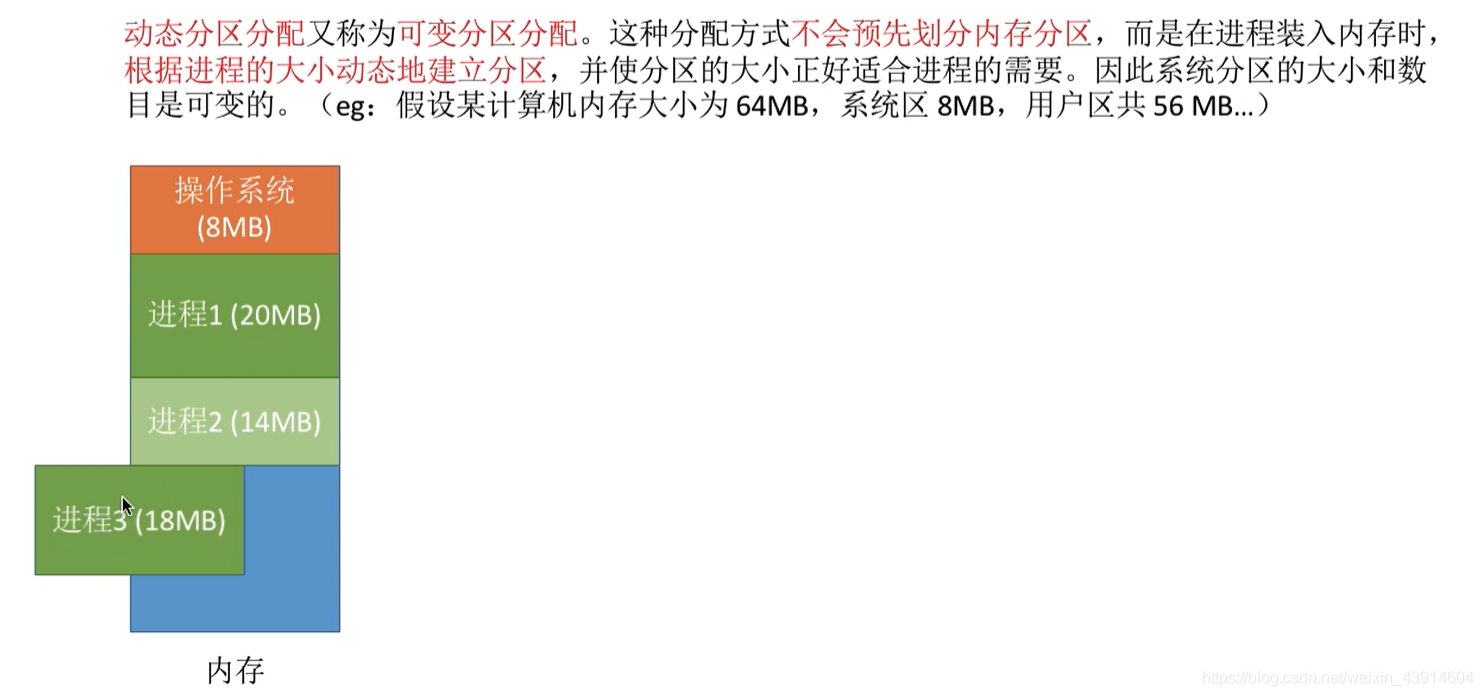 动态分区分配又称为可变分区分配。这种分配方式不会预先划分内存分区，而是在进程装入内存时，
根据进程的大小动态地建立分区，并使分区的大小正好适合进程的需要。因此系统分区的大小和数
目是可变的。（eg：假设某计算机内存大小为 64MB，系统区 8MB，用户区共 56 MB…）
操作系统
(8MB)
进程1 (20MB)
进程2 (14MB)
进程3 (18MB)
内存
https://blog.csdn.net/weixin_43914604